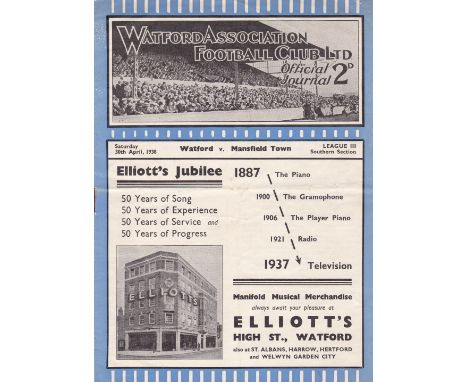 WATFORD ASSOCIATION
FOOTBALL CLUB LTD
Official
Journal 2D
Saturday
30th April, 1938
Watford v. Mansfield Town
LEAGUE III
Southern Section
Elliott's Jubilee
50 Years of Song
50 Years of Experience
50 Years of Service and
50 Years of Progress
ELLIOTTS
1887 The Piano
1900 The Gramophone
1906 The Player Piano
1921 Radio
1937 Television
Manifold Musical Merchandise
always await your pleasure at
ELLIOTT'S
HIGH ST., WATFORD
also at ST. ALBANS, HARROW, HERTFORD
and WELWYN GARDEN CITY